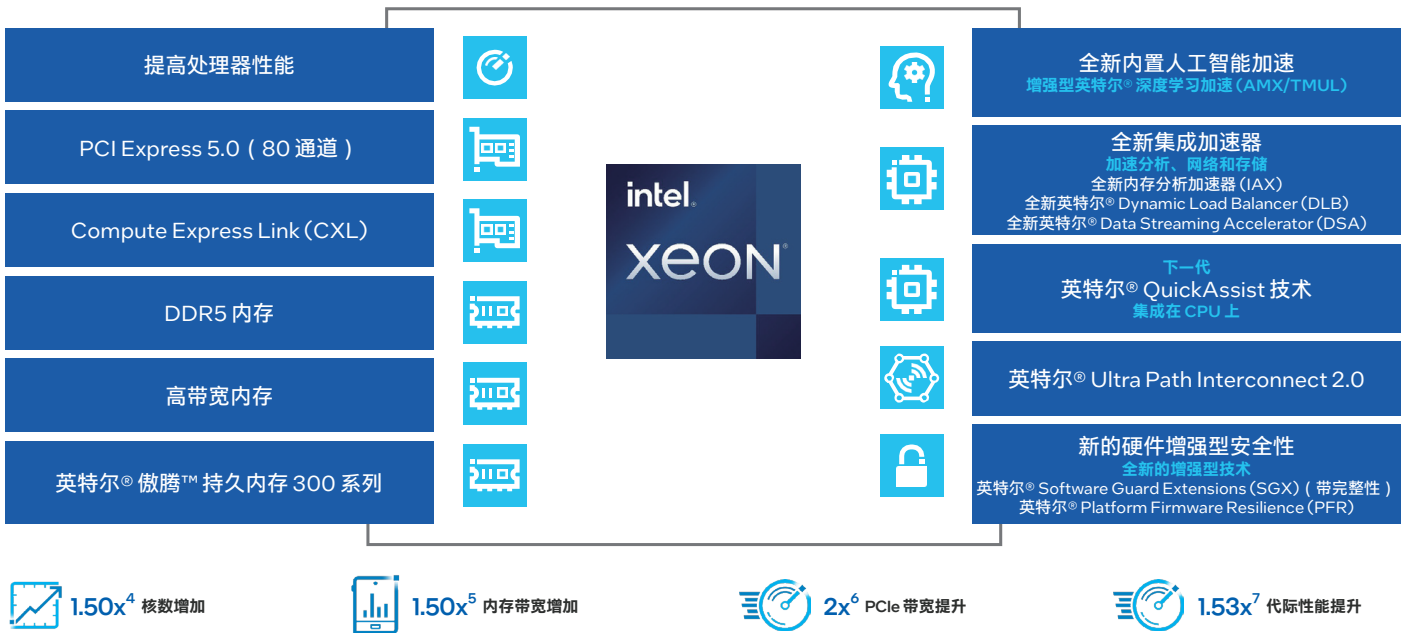 提高处理器性能
PCI Express 5.0 ( 80 通道 )
Compute Express Link (CXL)
DDR5 内存
高带宽内存
英特尔® 傲腾™ 持久内存 300 系列
intel.
xeon®
全新内置人工智能加速
增强型英特尔® 深度学习加速 (AMX/TMUL)
全新集成加速器
加速分析、网络和存储
全新内存分析加速器 (IAX)
全新英特尔® Dynamic Load Balancer (DLB)
全新英特尔® Data Streaming Accelerator (DSA)
下一代
英特尔® QuickAssist 技术
集成在 CPU 上
英特尔® Ultra Path Interconnect 2.0
新的硬件增强型安全性
全新的增强型技术
英特尔® Software Guard Extensions (SGX) ( 带完整性 )
英特尔® Platform Firmware Resilience (PFR)
1.50x⁴ 核数增加
1.50x⁵ 内存带宽增加
2x⁶ PCIe 带宽提升
1.53x⁷ 代际性能提升